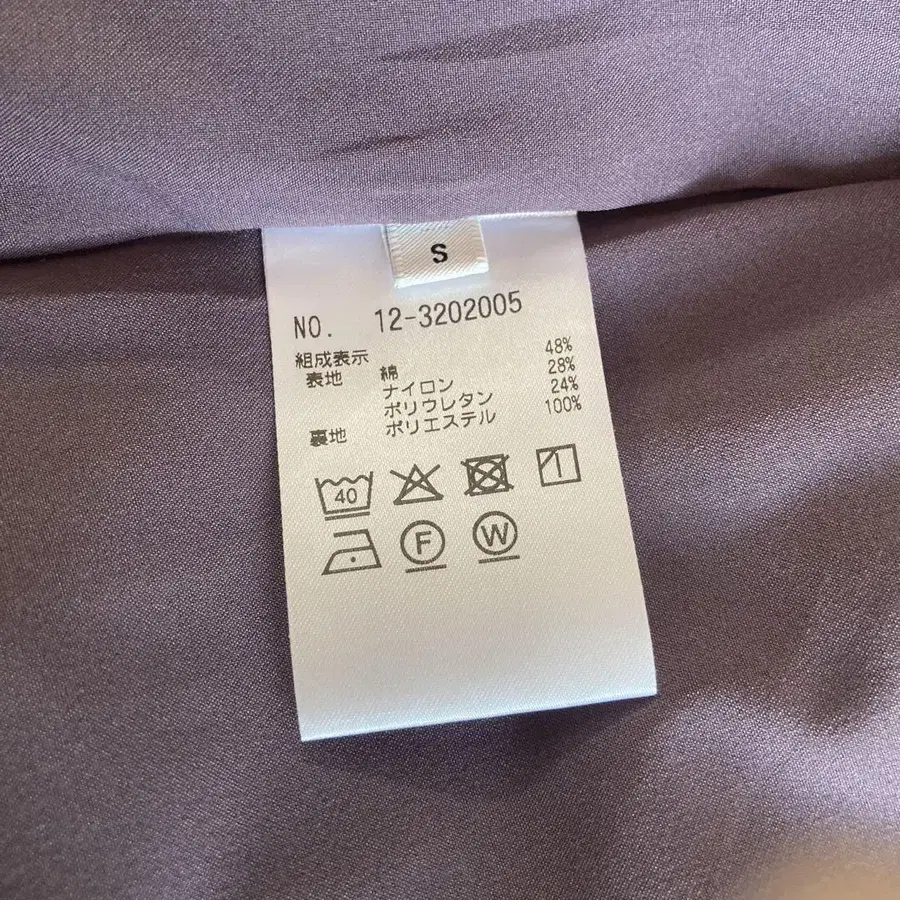 S
NO. 12-3202005
組成表示
表地 綿 48%
ナイロン 28%
ポリウレタン 24%
裏地 ポリエステル 100%
40
F W